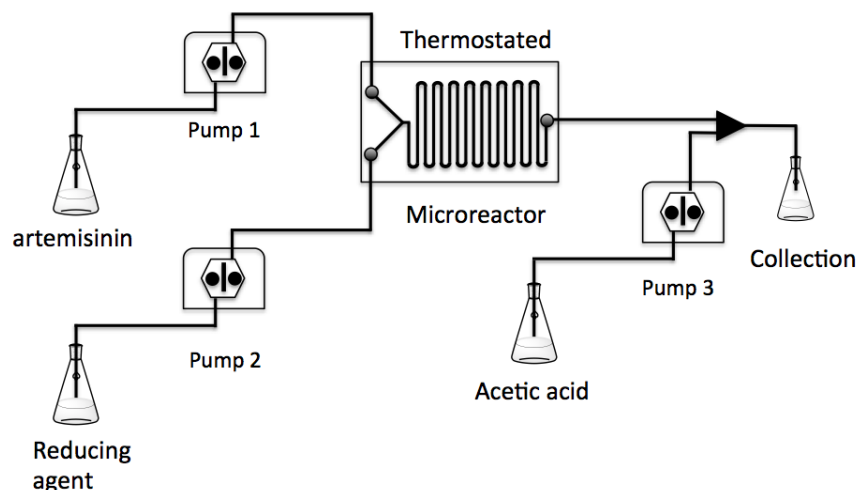 Thermostated
Pump 1
artemisinin
Microreactor
Collection
Pump 3
Pump 2
Acetic acid
Reducing
agent